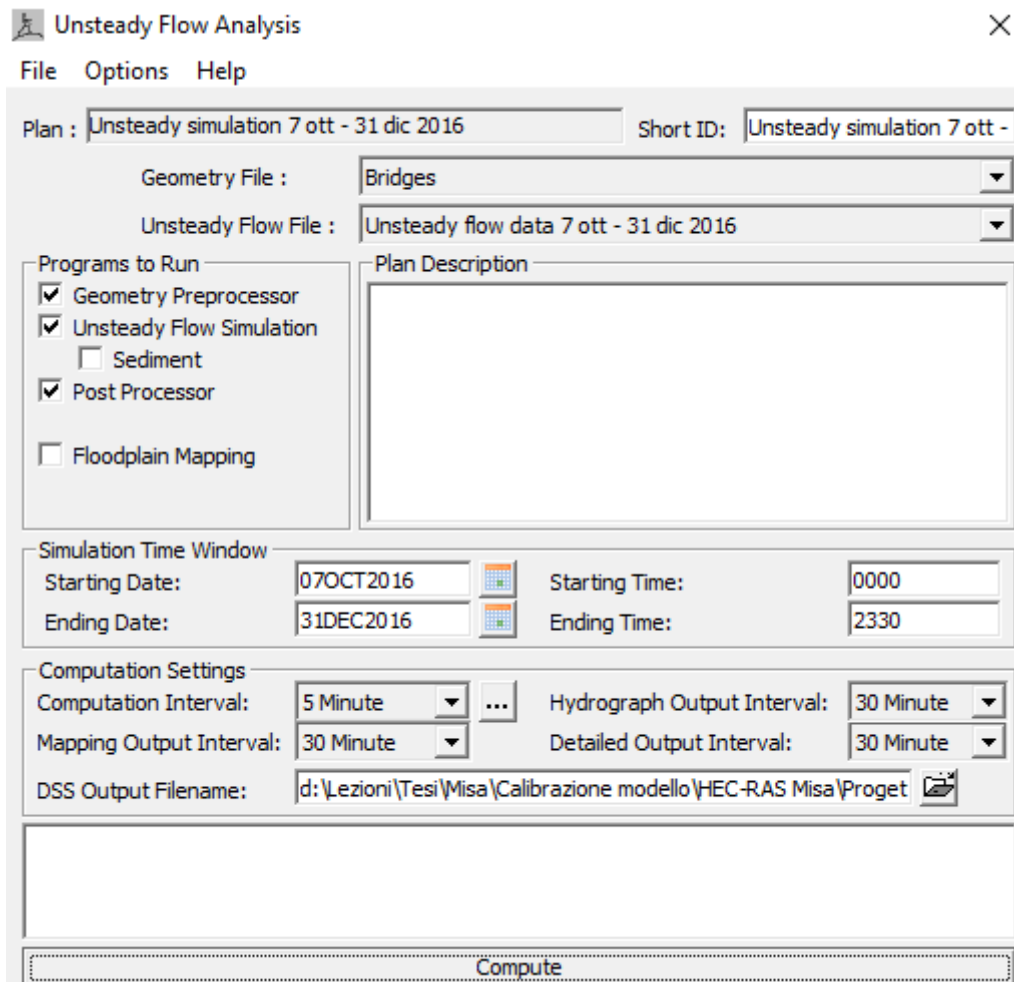 Unsteady Flow Analysis
File Options Help
Plan : Unsteady simulation 7 ott - 31 dic 2016 Short ID: Unsteady simulation 7 ott -
Geometry File : Bridges
Unsteady Flow File : Unsteady flow data 7 ott - 31 dic 2016
Programs to Run Plan Description
Geometry Preprocessor
Unsteady Flow Simulation
Sediment
Post Processor
Floodplain Mapping
Simulation Time Window
Starting Date: 07OCT2016 Starting Time: 0000
Ending Date: 31DEC2016 Ending Time: 2330
Computation Settings
Computation Interval: 5 Minute ... Hydrograph Output Interval: 30 Minute
Mapping Output Interval: 30 Minute Detailed Output Interval: 30 Minute
DSS Output Filename: d:\Lezioni\Tesi\Misa\Calibrazione modello\HEC-RAS Misa\Proget
Compute